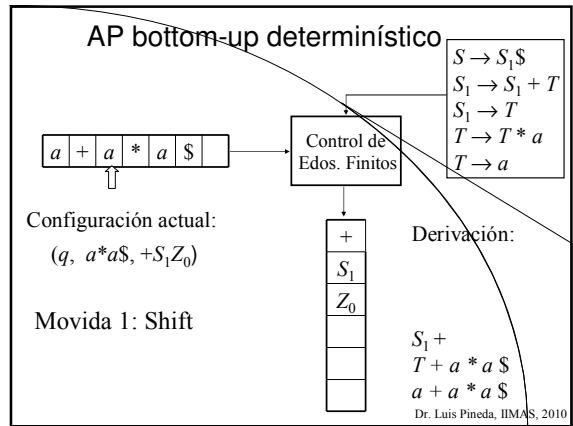 AP bottom-up determinístico
S → S₁$
S₁ → S₁ + T
S₁ → T
T → T * a
T → a
a + a * a $
Control de
Edos. Finitos
Configuración actual:
(q, a*a$, +S₁Z₀)
Movida 1: Shift
+
S₁
Z₀
Derivación:
S₁ +
T + a * a $
a + a * a $
Dr. Luis Pineda, IIMAS, 2010